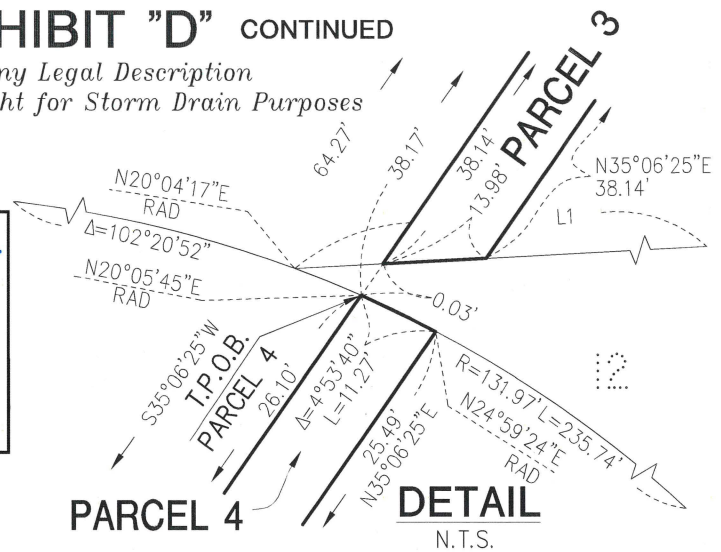 HIBIT "D" CONTINUED
ny Legal Description
ht for Storm Drain Purposes
64.27'
38.17'
38.14'
PARCEL 3
13.98'
N35°06'25"E
38.14'
L1
N20°04'17"E
RAD
Δ=102°20'52"
N20°05'45"E
RAD
0.03'
S35°06'25"W
T.P.O.B.
PARCEL 4
26.10'
Δ=4°53'40"
L=11.27'
25.49'
N35°06'25"E
R=131.97' L=235.74'
N24°59'24"E
RAD
12
PARCEL 4
DETAIL
N.T.S.